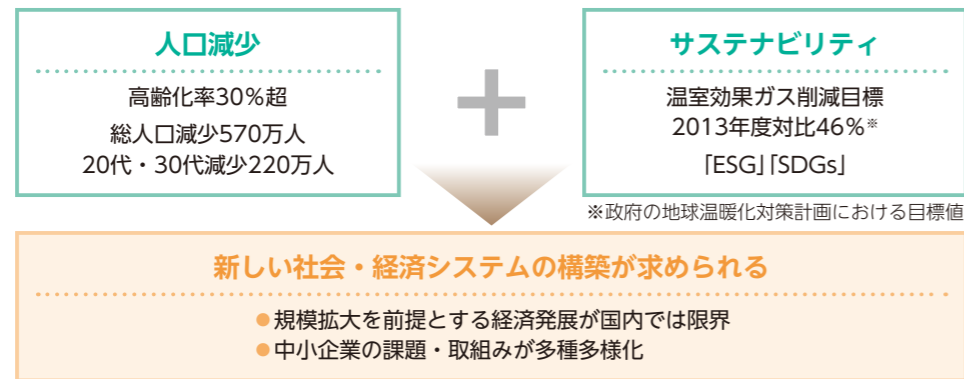 人口減少
高齢化率30％超
総人口減少570万人
20代・30代減少220万人
＋
サステナビリティ
温室効果ガス削減目標
2013年度対比46％※
「ESG」「SDGs」
※政府の地球温暖化対策計画における目標値
新しい社会・経済システムの構築が求められる
●規模拡大を前提とする経済発展が国内では限界
●中小企業の課題・取組みが多種多様化